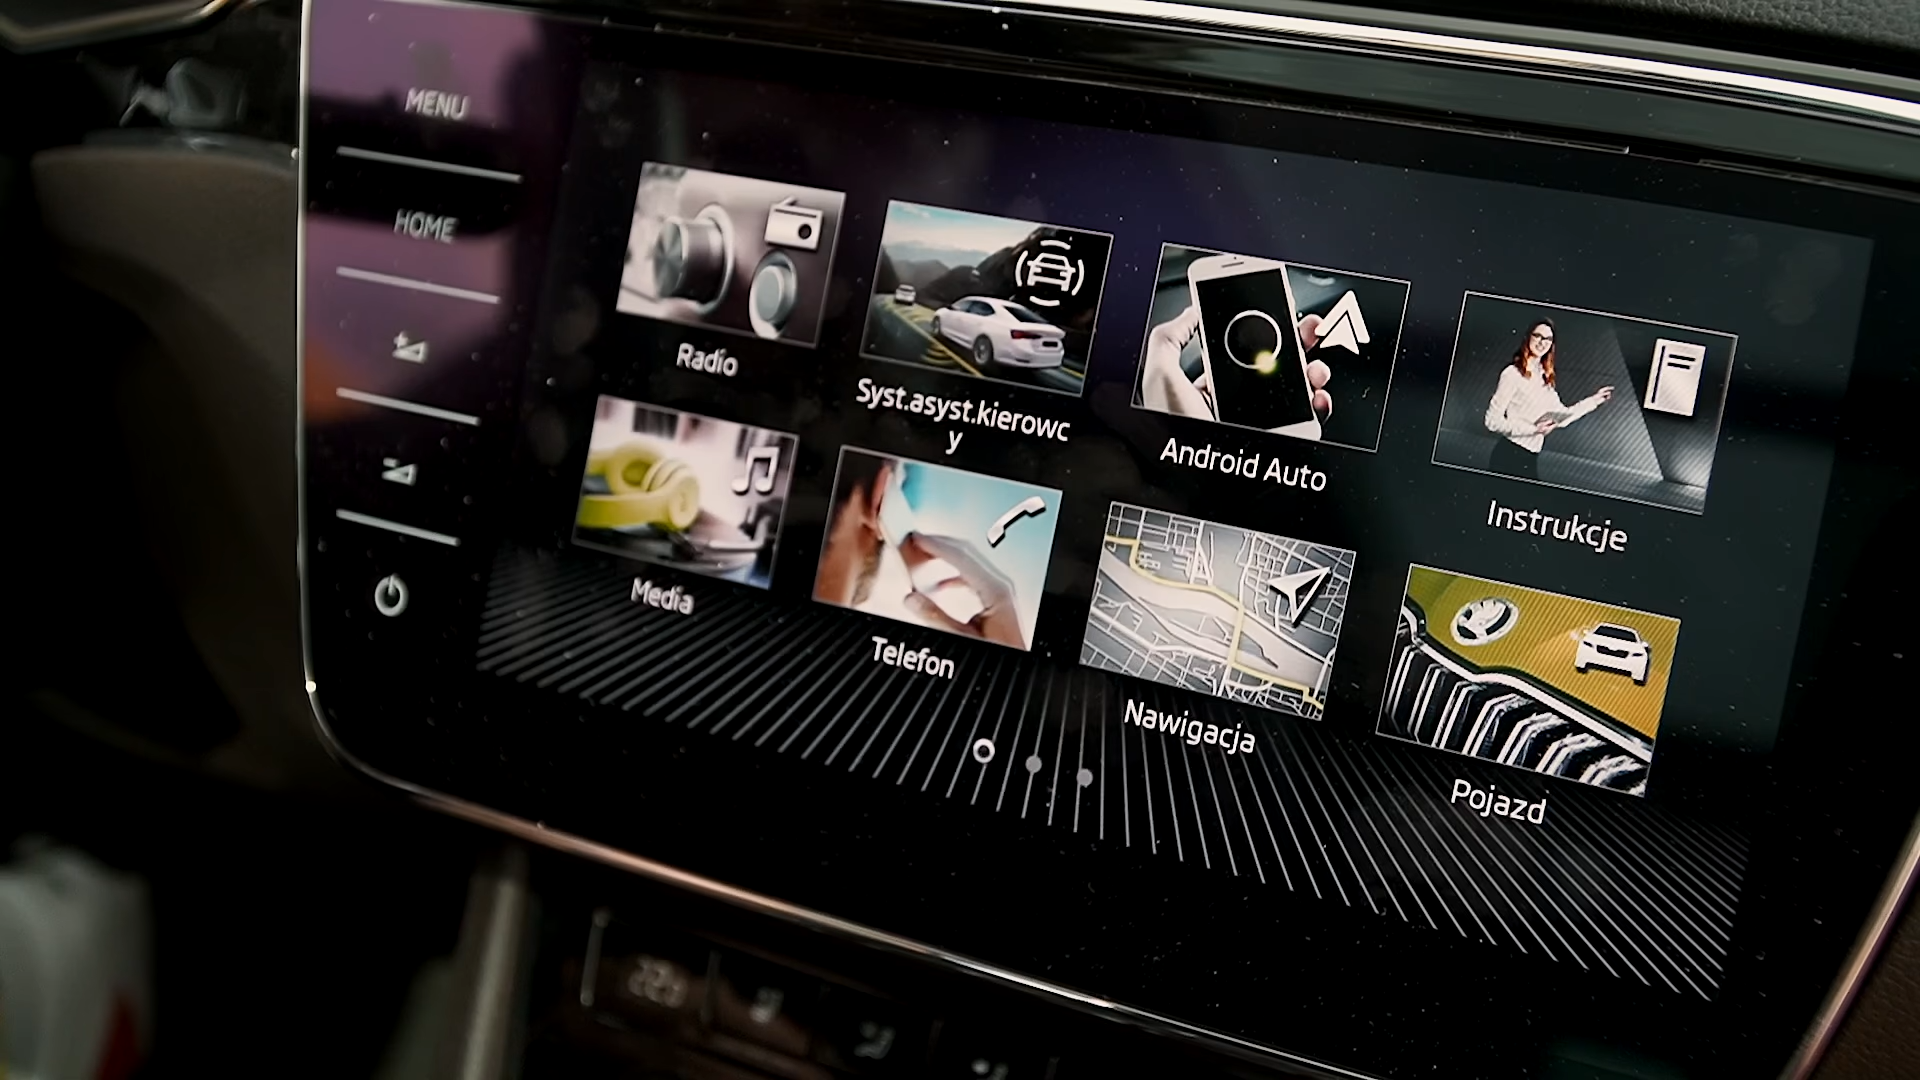 MENU
HOME
Radio
Syst.asyst.kierowc
y
Android Auto
Instrukcje
Media
Telefon
Nawigacja
Pojazd